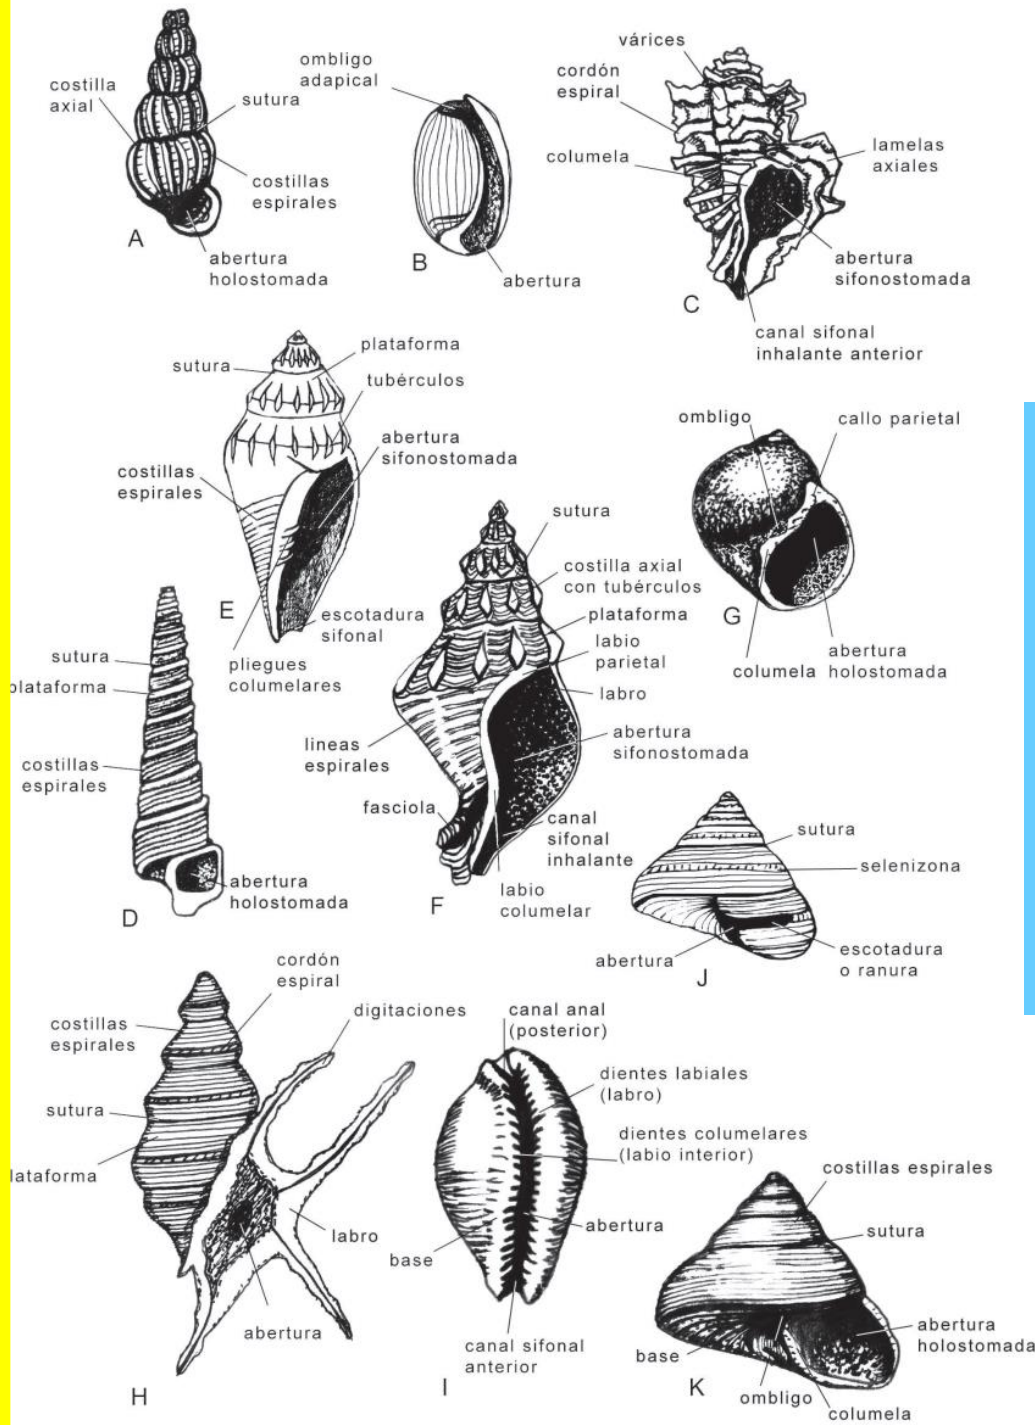 costilla
axial
sutura
costillas
espirales
abertura
holostomada
A
ombligo
adapical
abertura
B
várices
cordón
espiral
columela
lamelas
axiales
abertura
sifonostomada
canal sifonal
inhalante anterior
C
sutura
plataforma
tubérculos
abertura
sifonostomada
costillas
espirales
escotadura
sifonal
pliegues
columelares
E
ombligo
callo parietal
columela
abertura
holostomada
G
sutura
plataforma
costillas
espirales
abertura
holostomada
D
sutura
costilla axial
con tubérculos
plataforma
labio
parietal
labro
abertura
sifonostomada
lineas
espirales
fasciola
canal
sifonal
inhalante
labio
columelar
F
sutura
selenizona
abertura
escotadura
o ranura
J
cordón
espiral
costillas
espirales
digitaciones
sutura
lataforma
labro
abertura
H
canal anal
(posterior)
dientes labiales
(labro)
dientes columelares
(labio interior)
abertura
base
canal sifonal
anterior
I
costillas espirales
sutura
abertura
holostomada
base
ombligo
columela
K